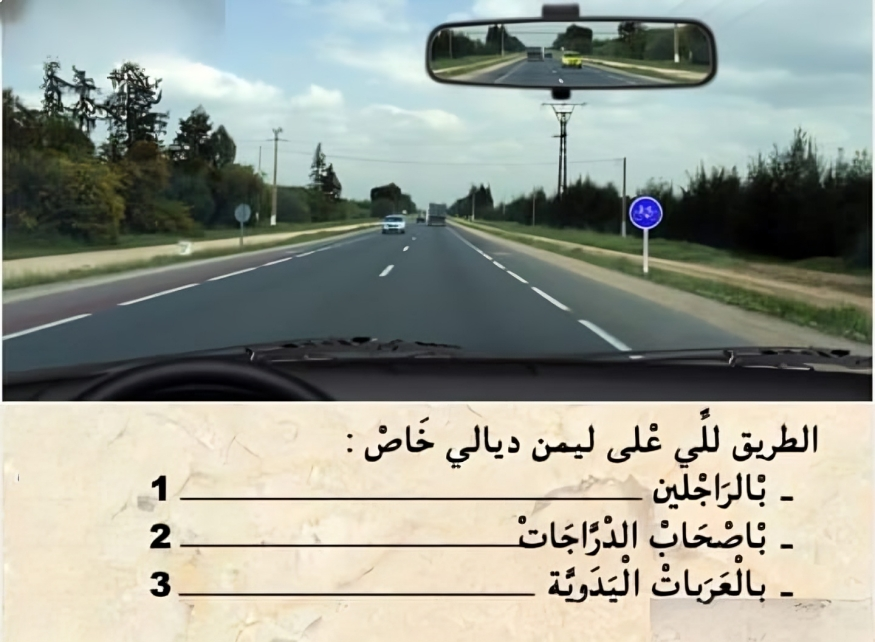 الطريق للِّي عْلى ليمن ديالي خَاصْ :
ـ بْالرَاجْلين 1
ـ بْاصْحَابْ الدْرَّاجَاتْ 2
ـ بالْعَرَباتْ الْيَدَويَّة 3